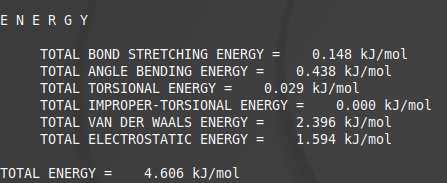 E N E R G Y
TOTAL BOND STRETCHING ENERGY = 0.148 kJ/mol
TOTAL ANGLE BENDING ENERGY = 0.438 kJ/mol
TOTAL TORSIONAL ENERGY = 0.029 kJ/mol
TOTAL IMPROPER-TORSIONAL ENERGY = 0.000 kJ/mol
TOTAL VAN DER WAALS ENERGY = 2.396 kJ/mol
TOTAL ELECTROSTATIC ENERGY = 1.594 kJ/mol
TOTAL ENERGY = 4.606 kJ/mol